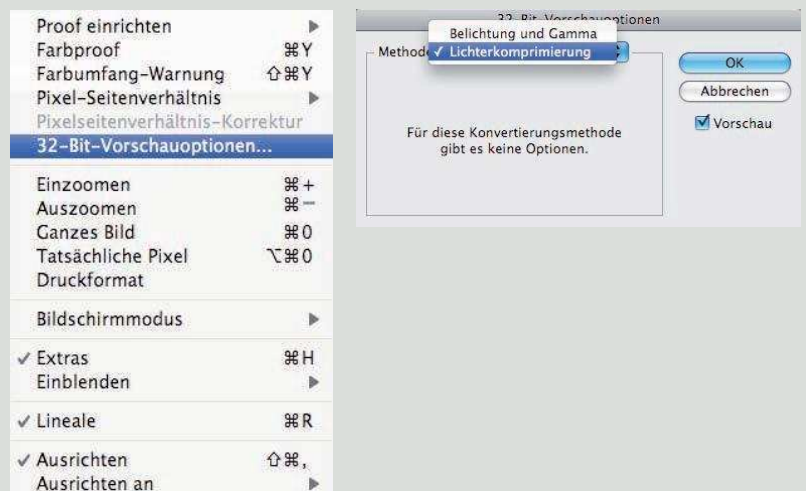 Proof einrichten
Farbproof ⌘Y
Farbumfang-Warnung ⇧⌘Y
Pixel-Seitenverhältnis
Pixelseitenverhältnis-Korrektur
32-Bit-Vorschauoptionen...
Einzoomen ⌘+
Auszoomen ⌘−
Ganzes Bild ⌘0
Tatsächliche Pixel ⌥⌘0
Druckformat
Bildschirmmodus
✓ Extras ⌘H
Einblenden
✓ Lineale ⌘R
✓ Ausrichten ⇧⌘,
Ausrichten an
32-Bit-Vorschauoptionen
Belichtung und Gamma
Methode
✓ Lichterkomprimierung
OK
Abbrechen
Vorschau
Für diese Konvertierungsmethode
gibt es keine Optionen.